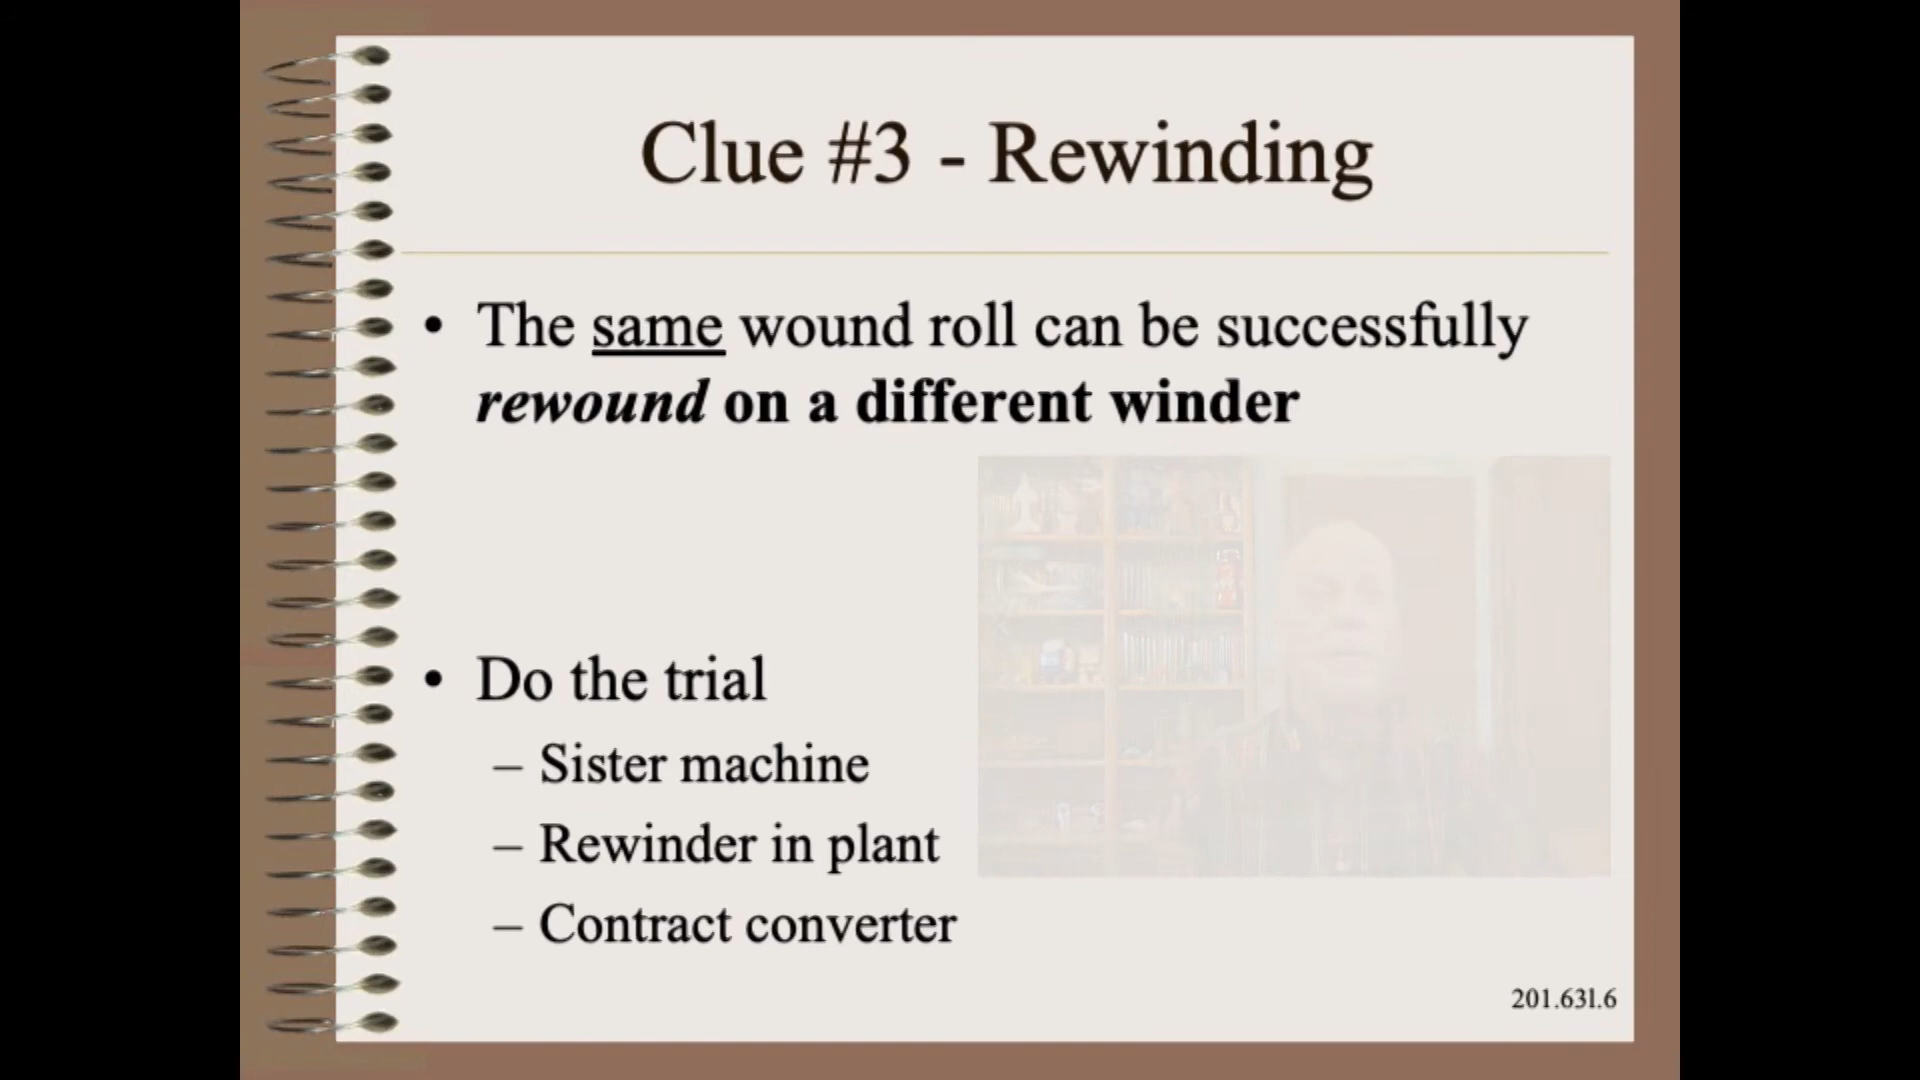 Clue #3 - Rewinding
• The same wound roll can be successfully
rewound on a different winder
• Do the trial
– Sister machine
– Rewinder in plant
– Contract converter
201.63l.6